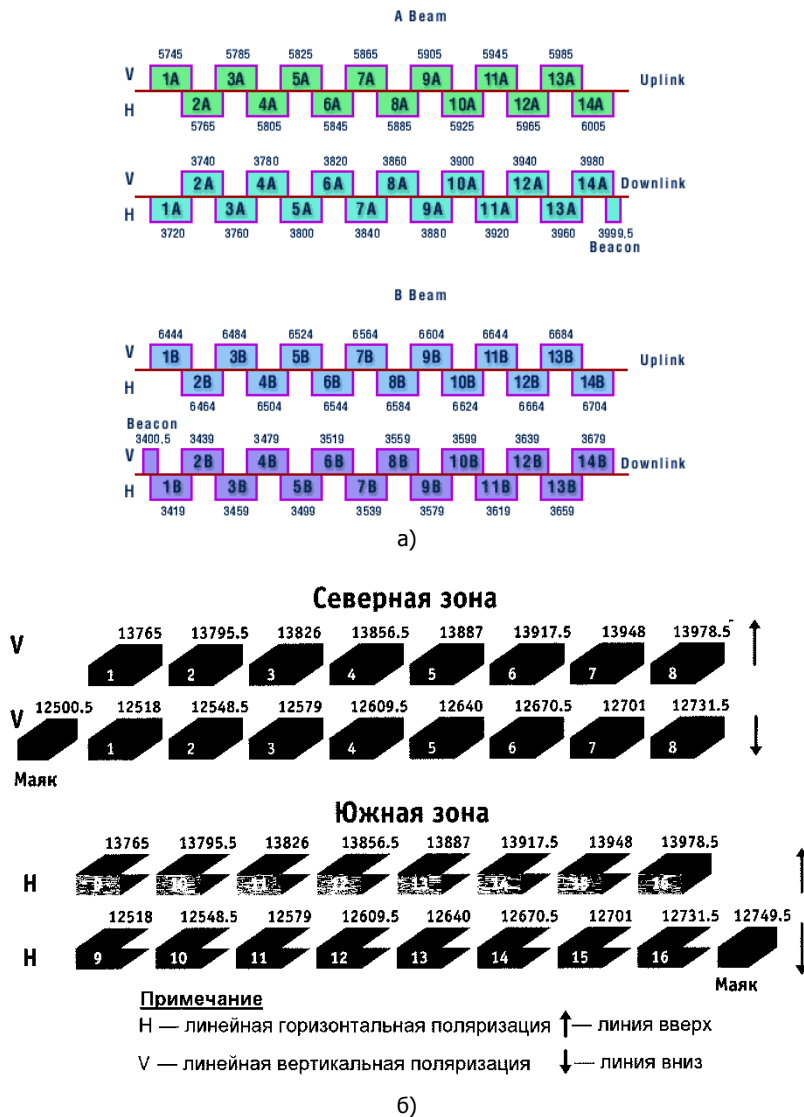 A Beam
5745 5785 5825 5865 5905 5945 5985
V 1A 3A 5A 7A 9A 11A 13A Uplink
H 2A 4A 6A 8A 10A 12A 14A
5765 5805 5845 5885 5925 5965 6005
3740 3780 3820 3860 3900 3940 3980
V 2A 4A 6A 8A 10A 12A 14A Downlink
H 1A 3A 5A 7A 9A 11A 13A
3720 3760 3800 3840 3880 3920 3960 3999,5
Beacon
B Beam
6444 6484 6524 6564 6604 6644 6684
V 1B 3B 5B 7B 9B 11B 13B Uplink
H 2B 4B 6B 8B 10B 12B 14B
6464 6504 6544 6584 6624 6664 6704
Beacon
3400,5 3439 3479 3519 3559 3599 3639 3679
V 2B 4B 6B 8B 10B 12B 14B Downlink
H 1B 3B 5B 7B 9B 11B 13B
3419 3459 3499 3539 3579 3619 3659
а)
Северная зона
V 13765 13795.5 13826 13856.5 13887 13917.5 13948 13978.5
1 2 3 4 5 6 7 8
V 12500.5 12518 12548.5 12579 12609.5 12640 12670.5 12701 12731.5
1 2 3 4 5 6 7 8
Маяк
Южная зона
13765 13795.5 13826 13856.5 13887 13917.5 13948 13978.5
H 9 10 11 12 13 14 16
12518 12548.5 12579 12609.5 12640 12670.5 12701 12731.5 12749.5
H 9 10 11 12 13 14 15 16
Маяк
Примечание
H — линейная горизонтальная поляризация ↑ — линия вверх
V — линейная вертикальная поляризация ↓ — линия вниз
б)